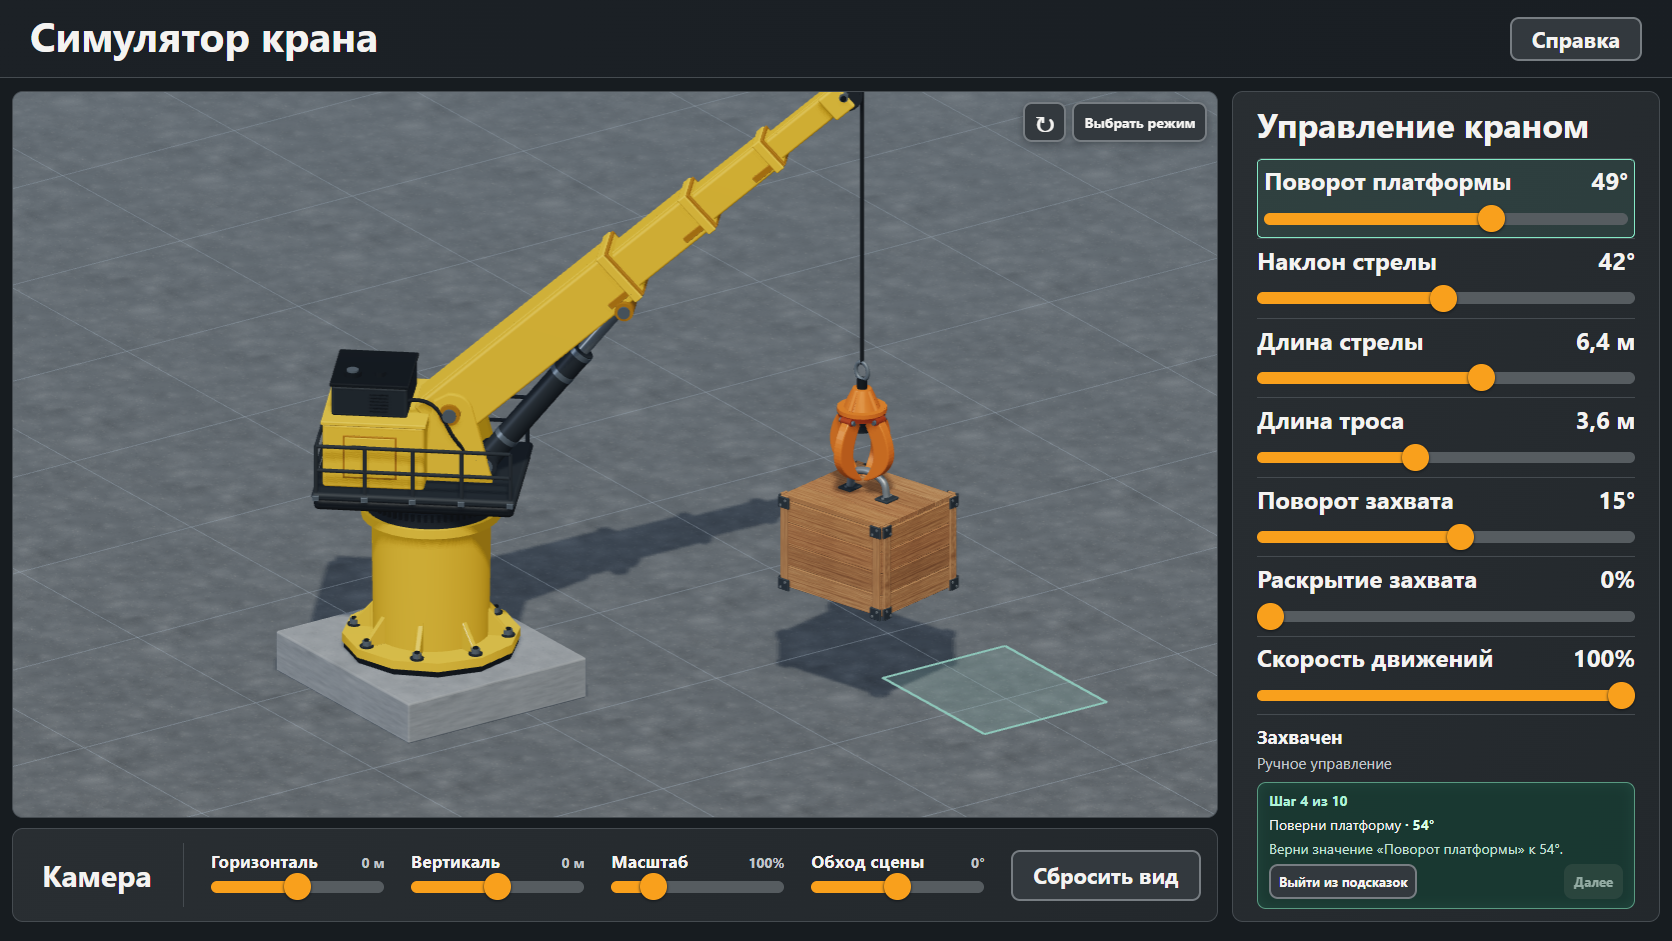 Симулятор крана
Справка
↻
Выбрать режим
Управление краном
Поворот платформы 49°
Наклон стрелы 42°
Длина стрелы 6,4 м
Длина троса 3,6 м
Поворот захвата 15°
Раскрытие захвата 0%
Скорость движений 100%
Захвачен
Ручное управление
Шаг 4 из 10
Поверни платформу · 54°
Верни значение «Поворот платформы» к 54°.
Выйти из подсказок
Далее
Камера
Горизонталь 0 м
Вертикаль 0 м
Масштаб 100%
Обход сцены 0°
Сбросить вид